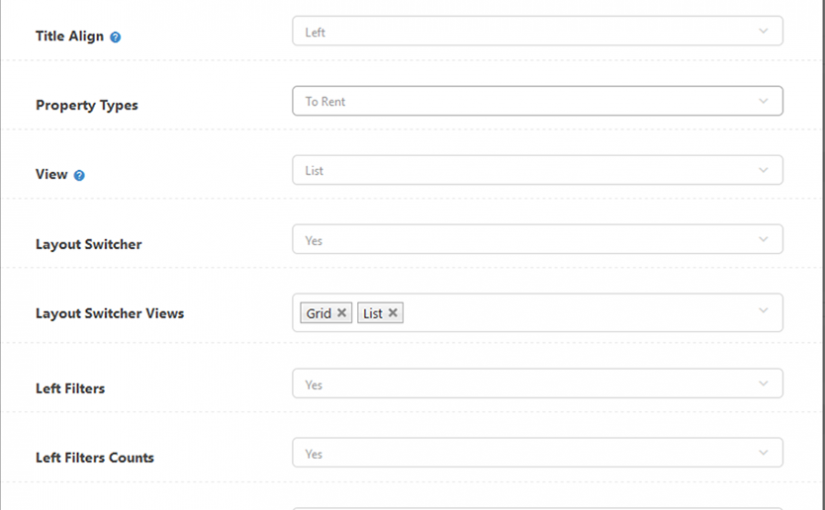 Title Align ? Left
Property Types To Rent
View ? List
Layout Switcher Yes
Layout Switcher Views Grid × List ×
Left Filters Yes
Left Filters Counts Yes